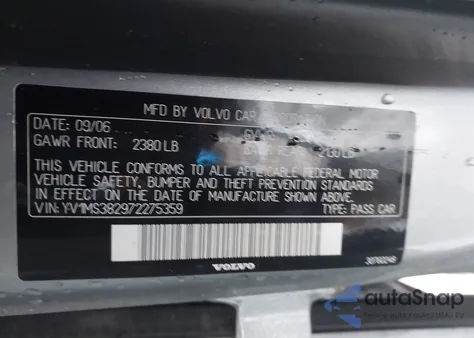 MFD BY VOLVO CAR
DATE: 09/06
GAWR FRONT: 2380 LB
THIS VEHICLE CONFORMS TO ALL APPLICABLE FEDERAL MOTOR
VEHICLE SAFETY, BUMPER AND THEFT PREVENTION STANDARDS
IN EFFECT ON THE DATE OF MANUFACTURE SHOWN ABOVE.
VIN: YV1MS382972275359 TYPE: PASS CAR
VOLVO
autoSnap